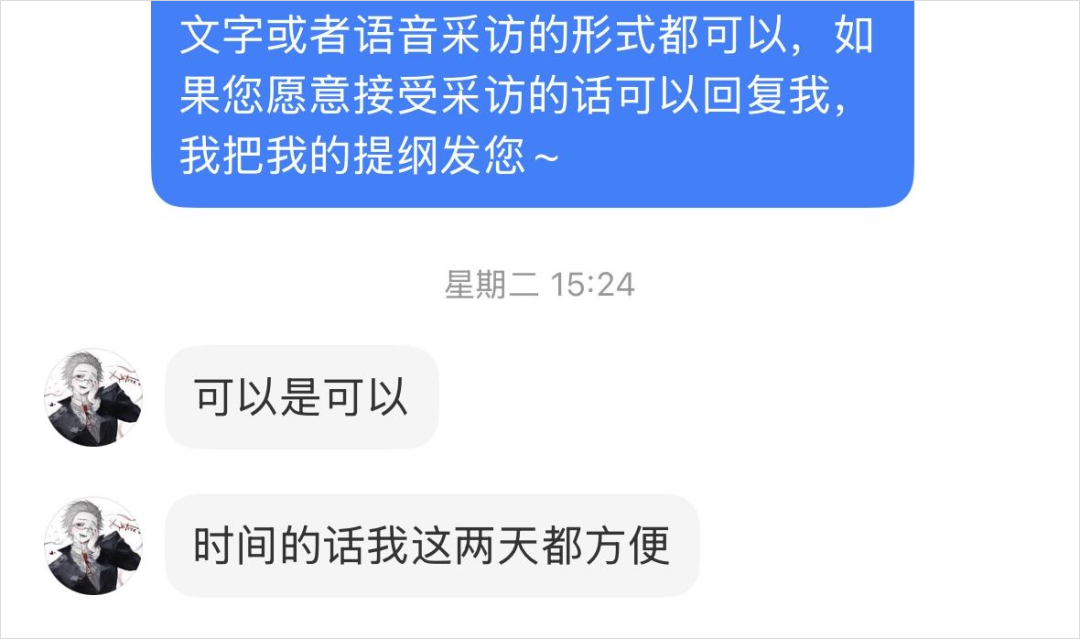 文字或者语音采访的形式都可以，如
果您愿意接受采访的话可以回复我，
我把我的提纲发您～
星期二 15:24
可以是可以
时间的话我这两天都方便